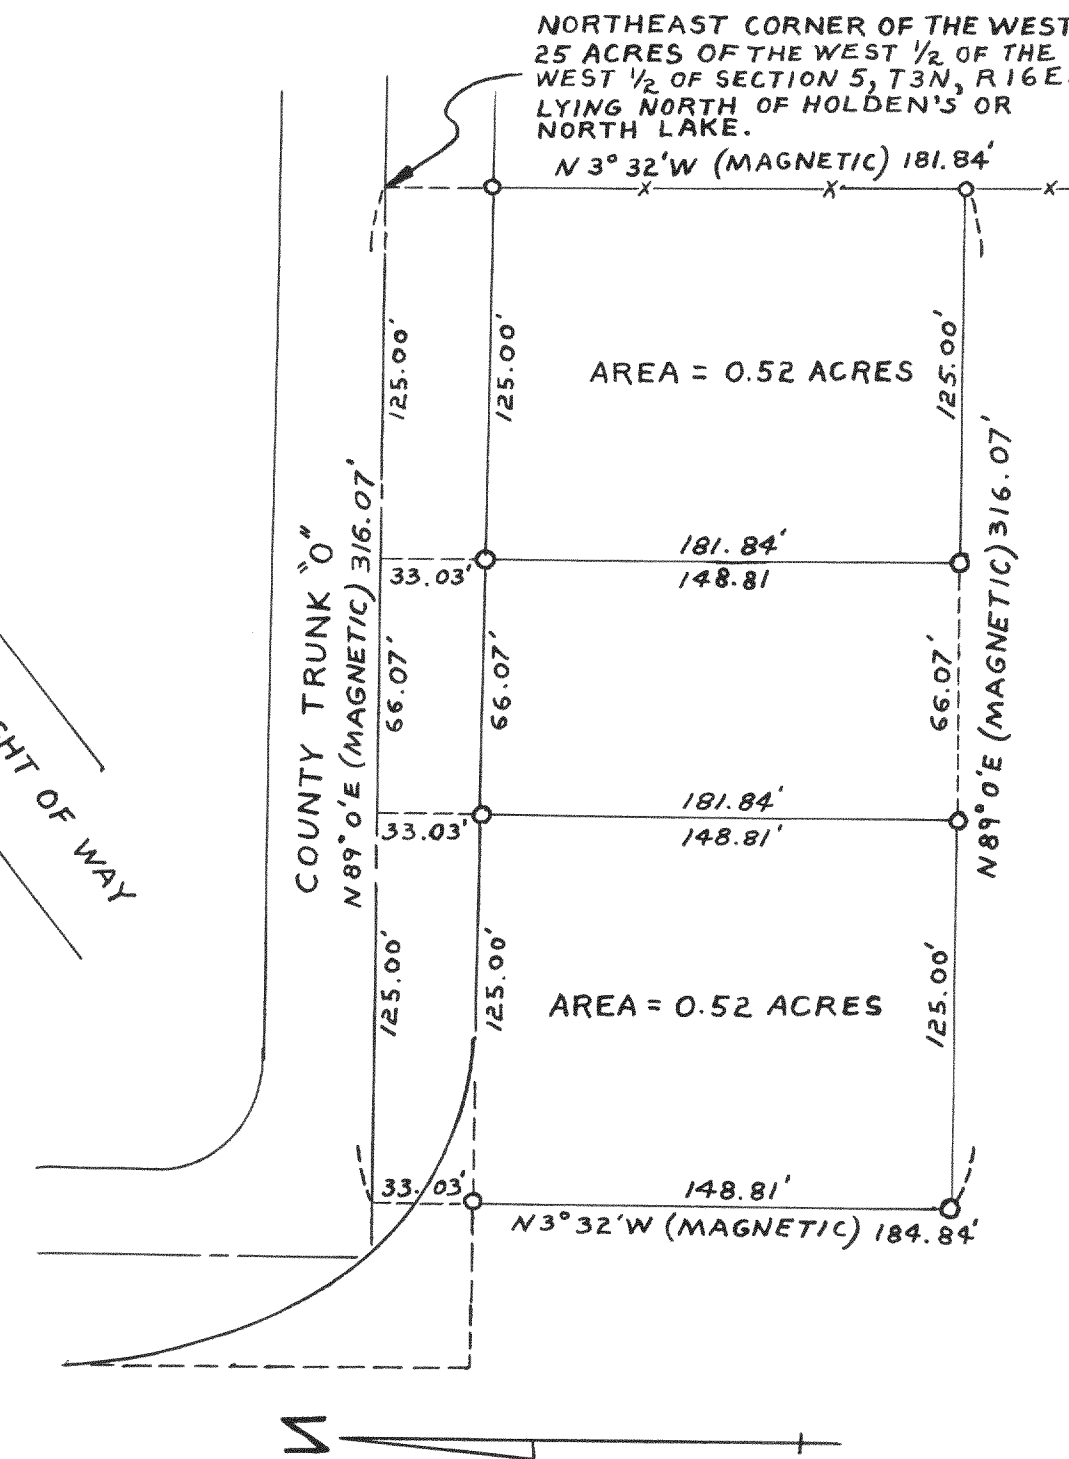 NORTHEAST CORNER OF THE WEST
25 ACRES OF THE WEST ½ OF THE
WEST ½ OF SECTION 5, T3N, R16E.
LYING NORTH OF HOLDEN'S OR
NORTH LAKE.
N 3° 32' W (MAGNETIC) 181.84'
125.00'
125.00'
AREA = 0.52 ACRES
125.00'
COUNTY TRUNK "O"
N 89° 0' E (MAGNETIC) 316.07'
N 89° 0' E (MAGNETIC) 316.07'
33.03'
181.84'
148.81
66.07'
66.07'
66.07'
OF WAY
33.03'
181.84'
148.81'
125.00'
125.00'
AREA = 0.52 ACRES
125.00'
33.03'
148.81'
N 3° 32' W (MAGNETIC) 184.84'
N